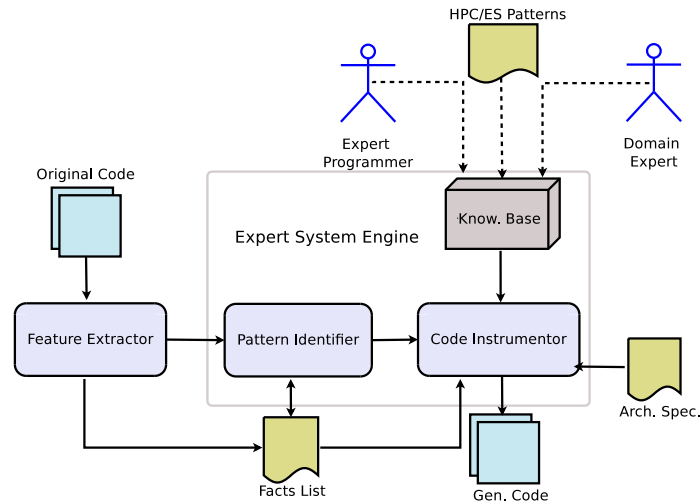 HPC/ES Patterns
Expert
Programmer
Domain
Expert
Original Code
Know. Base
Expert System Engine
Feature Extractor
Pattern Identifier
Code Instrumentor
Arch. Spec.
Facts List
Gen. Code